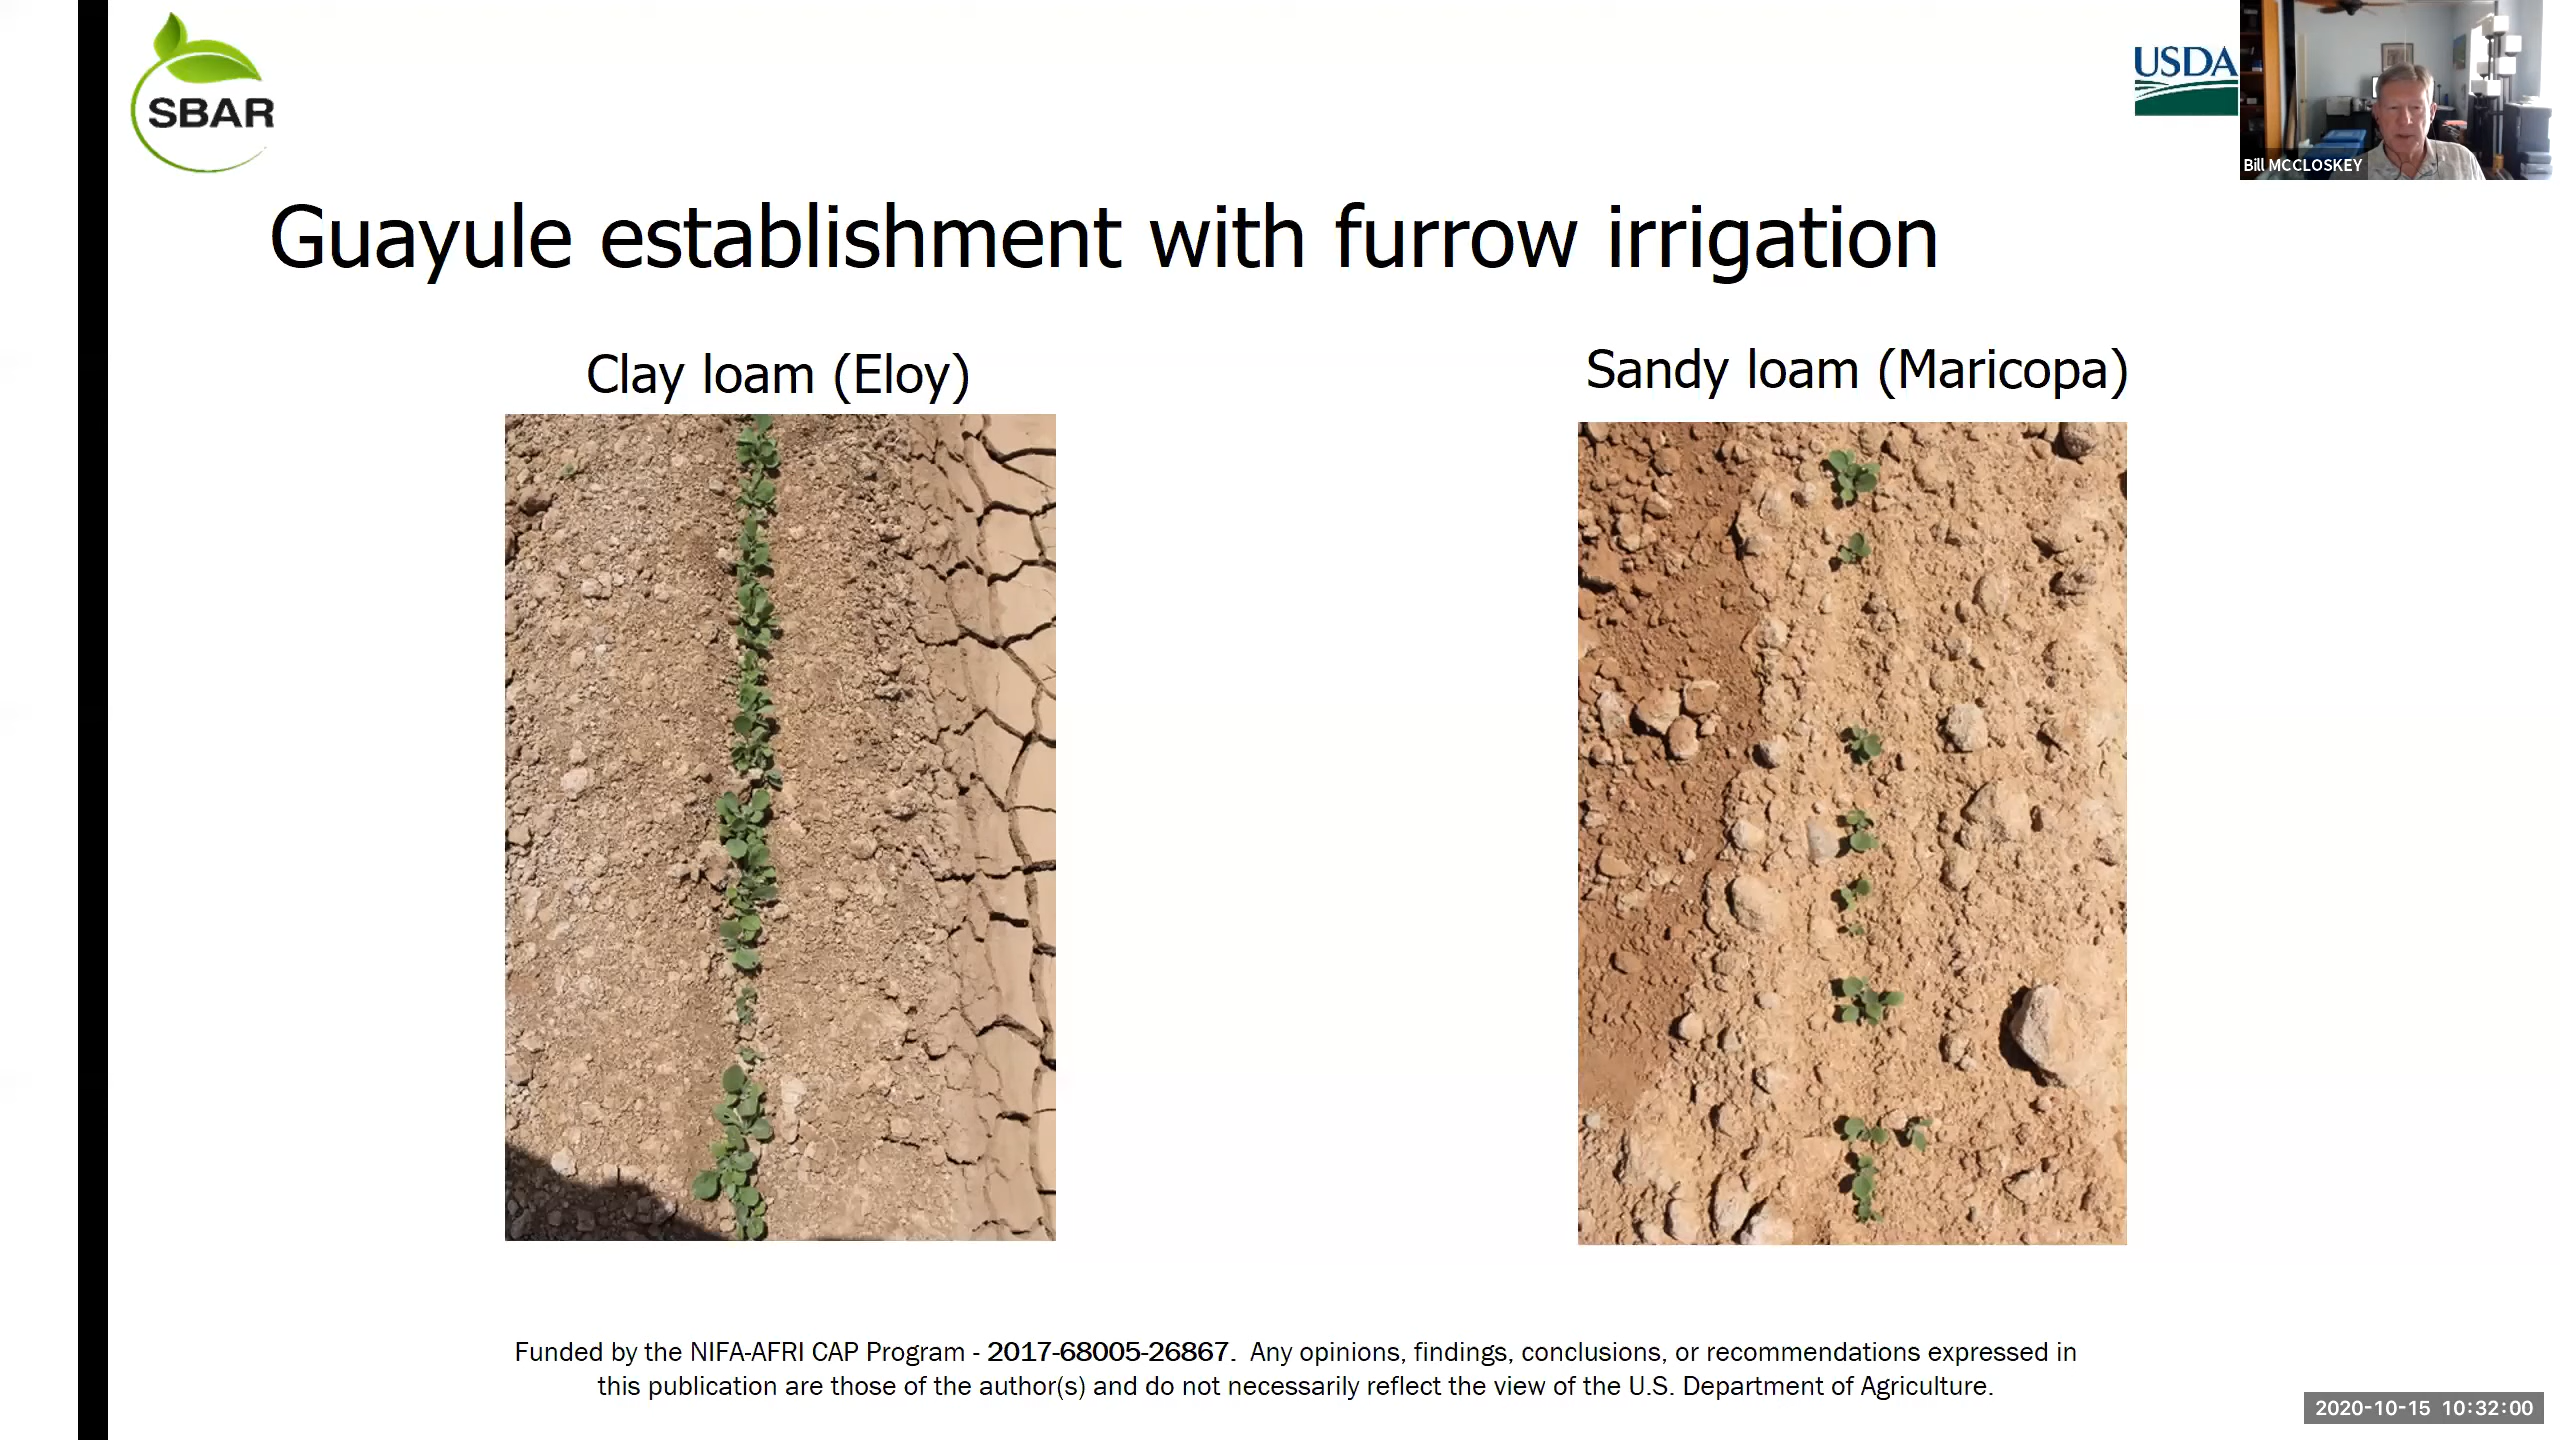 SBAR
USDA
Bill MCCLOSKEY
Guayule establishment with furrow irrigation
Clay loam (Eloy)
Sandy loam (Maricopa)
Funded by the NIFA-AFRI CAP Program - 2017-68005-26867.  Any opinions, findings, conclusions, or recommendations expressed in
this publication are those of the author(s) and do not necessarily reflect the view of the U.S. Department of Agriculture.
2020-10-15 10:32:00